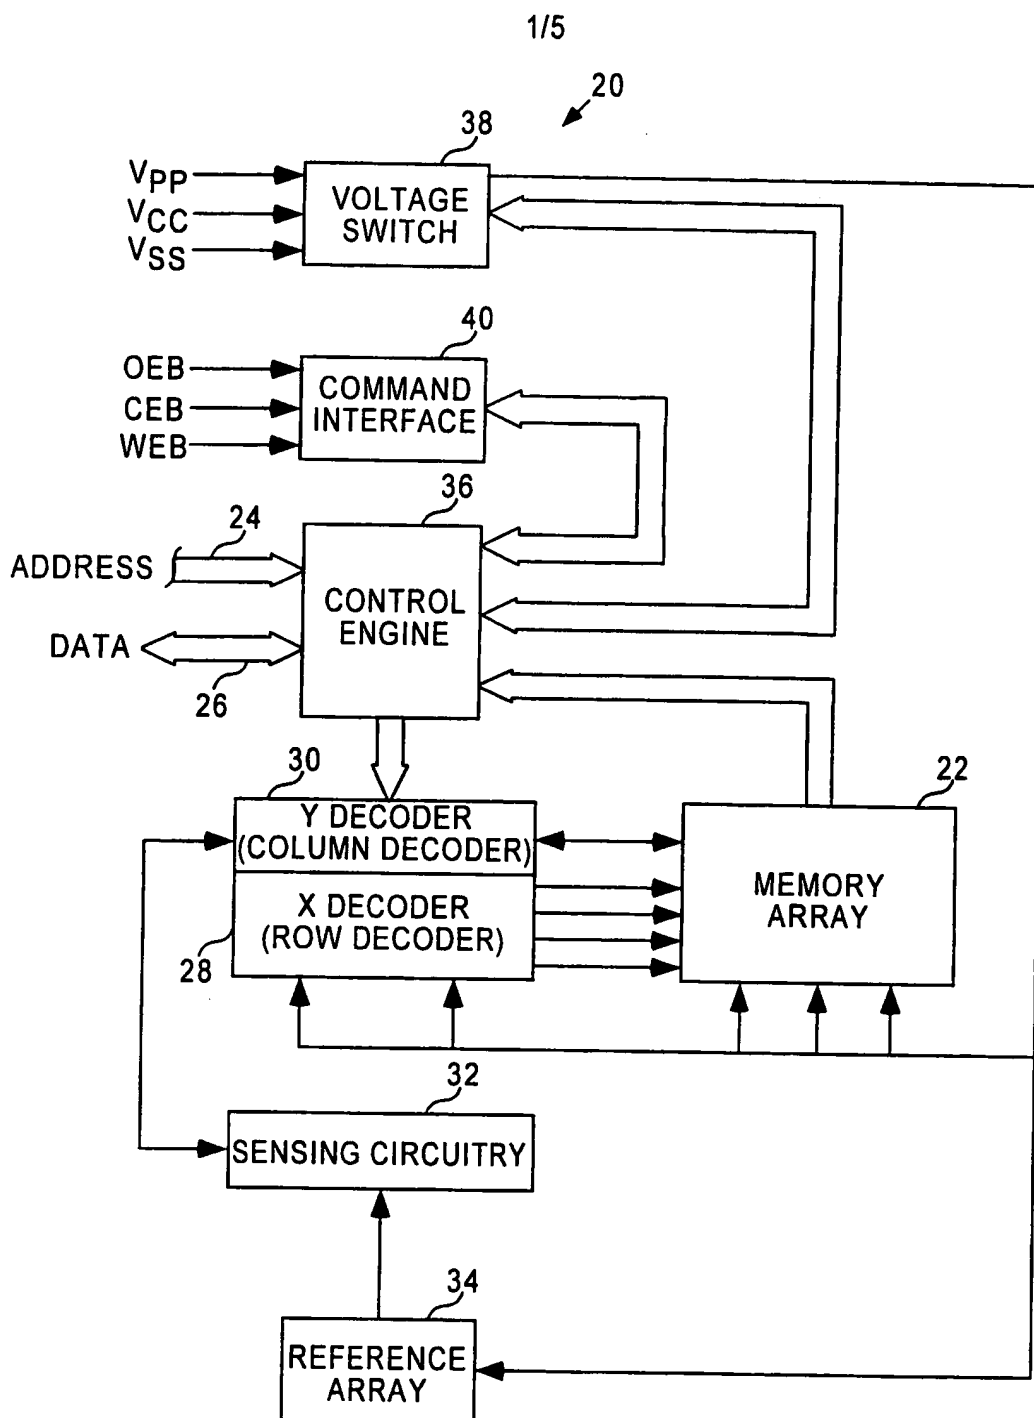 1/5
20
38
VPP
VCC
VSS
VOLTAGE
SWITCH
40
OEB
CEB
WEB
COMMAND
INTERFACE
36
24
ADDRESS
DATA
26
CONTROL
ENGINE
30
22
Y DECODER
(COLUMN DECODER)
X DECODER
(ROW DECODER)
28
MEMORY
ARRAY
32
SENSING CIRCUITRY
34
REFERENCE
ARRAY